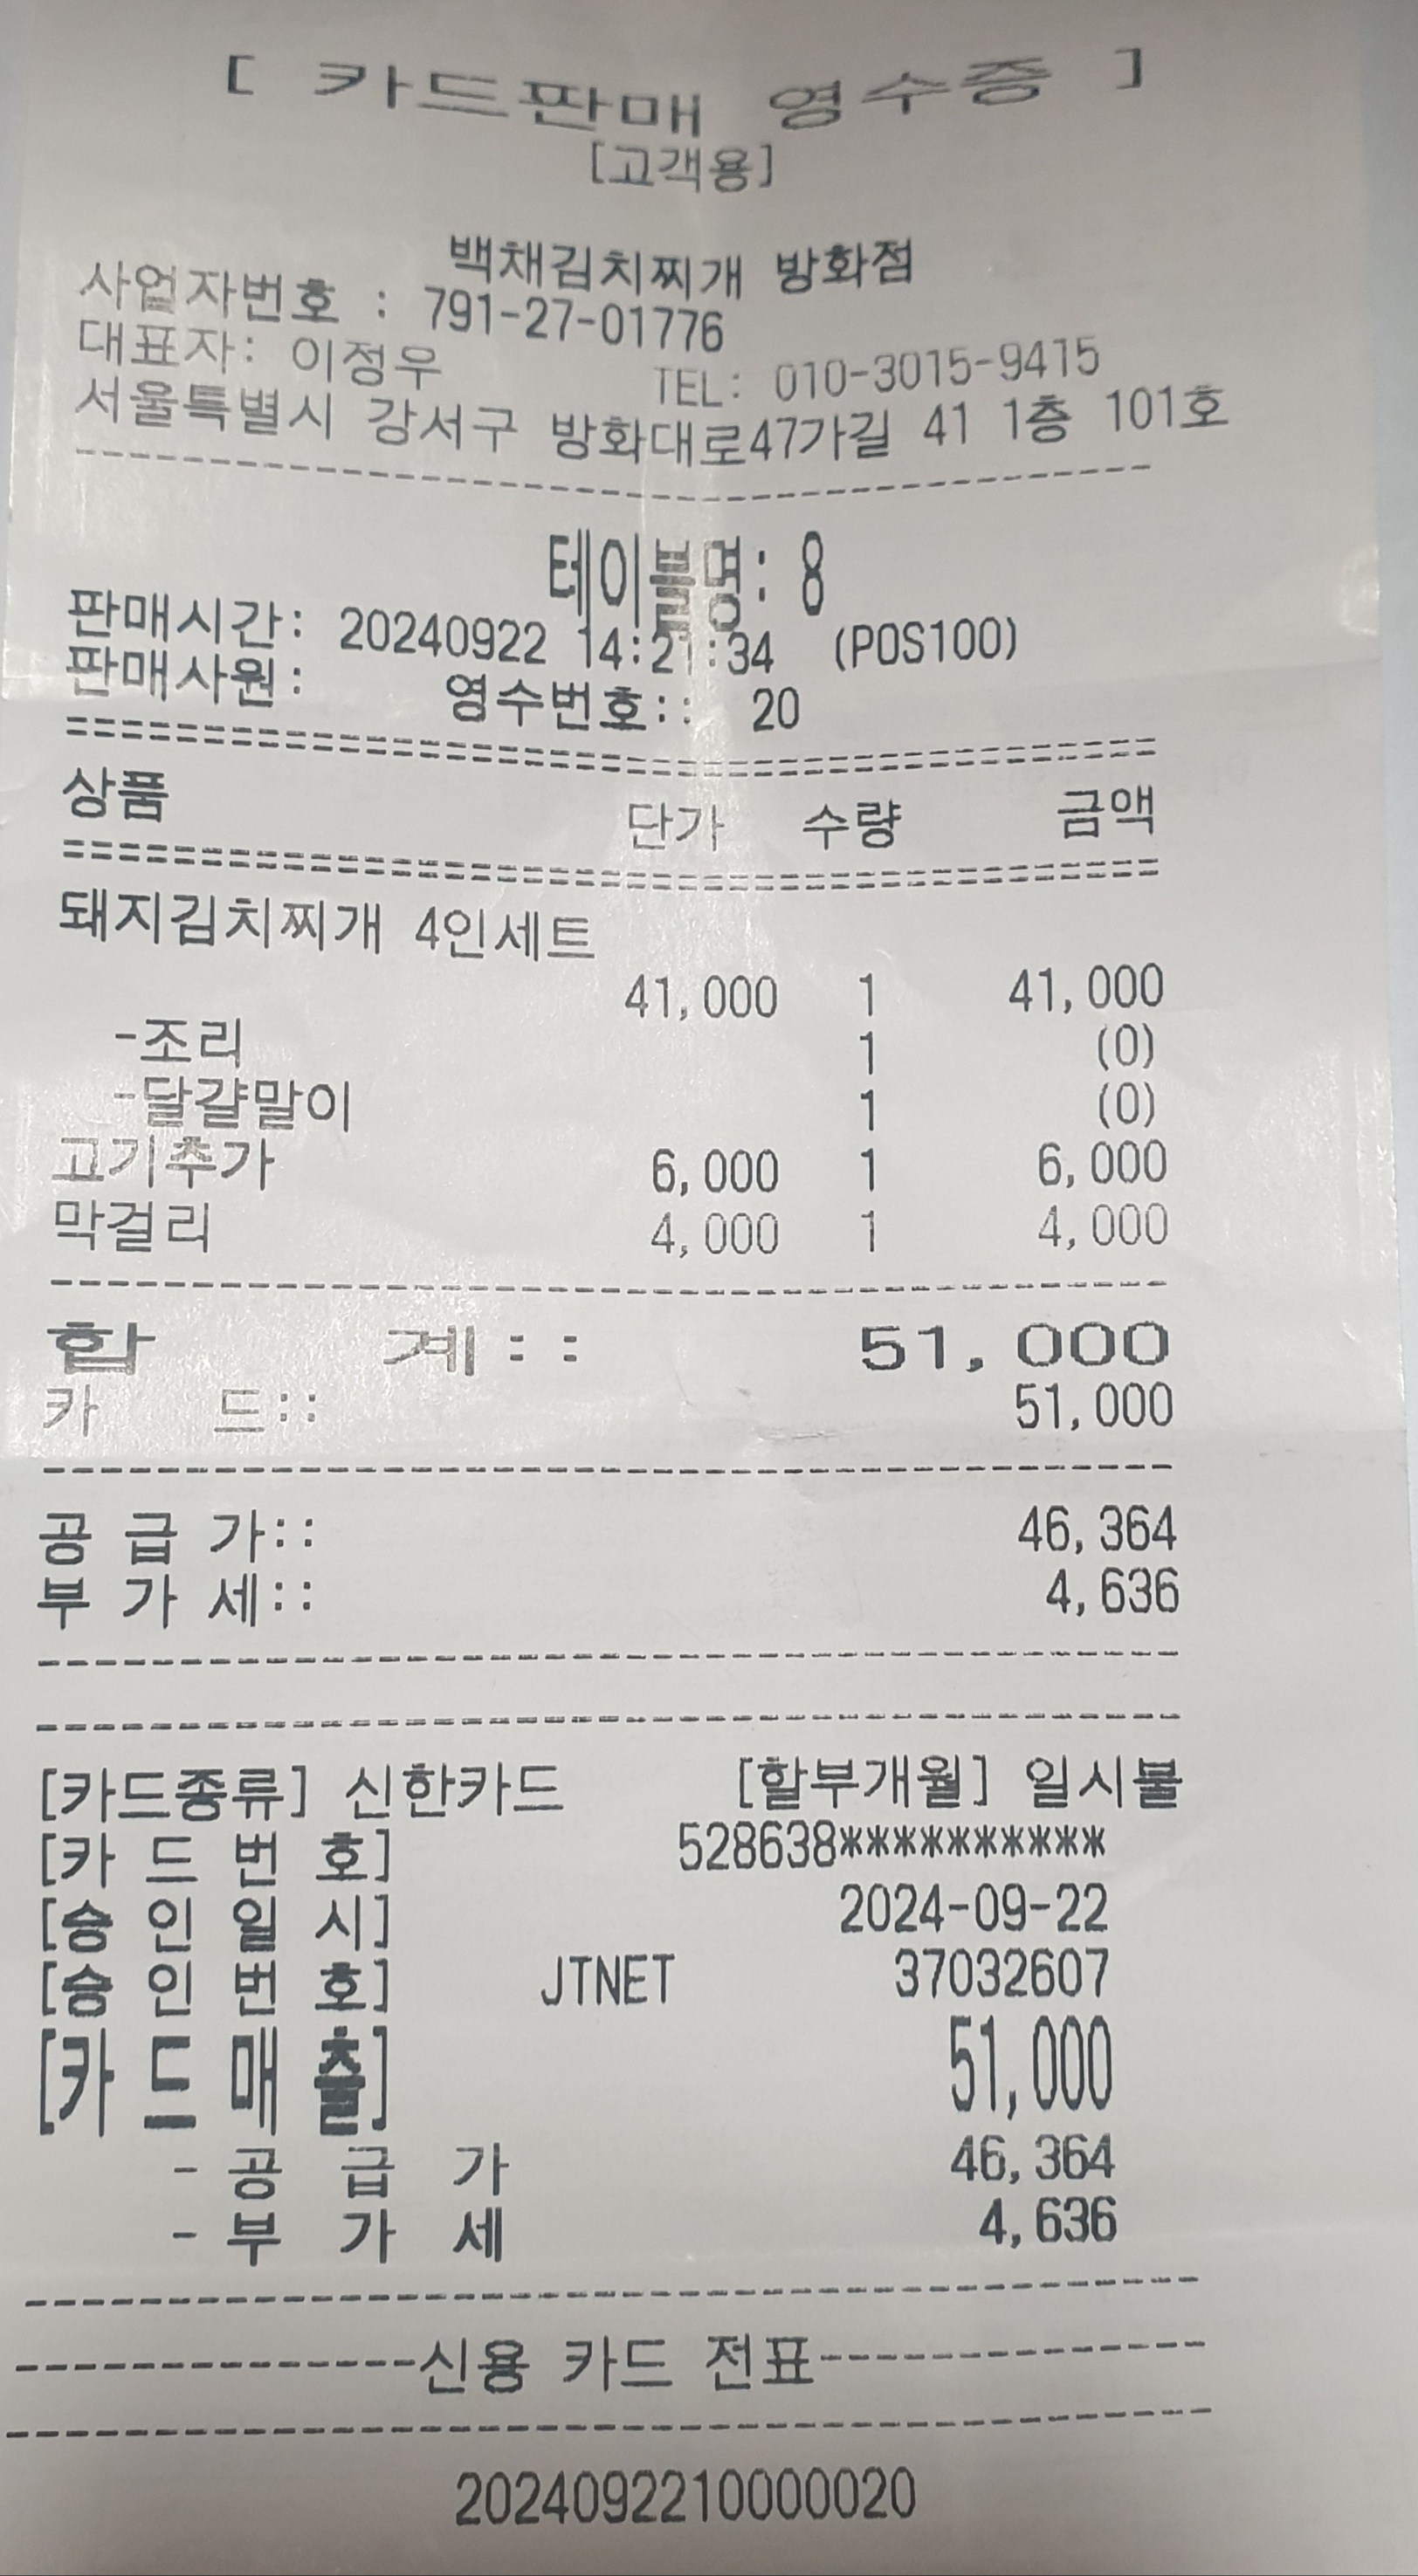 [ 카드판매 영수증 ]
[고객용]
백채김치찌개 방화점
사업자번호 : 791-27-01776
대표자: 이정우 TEL: 010-3015-9415
서울특별시 강서구 방화대로47가길 41 1층 101호
테이블명: 8
판매시간: 20240922 14:21:34 (POS100)
판매사원: 영수번호:: 20
상품 단가 수량 금액
돼지김치찌개 4인세트
41,000 1 41,000
-조리 1 (0)
-달걀말이 1 (0)
고기추가 6,000 1 6,000
막걸리 4,000 1 4,000
합 계:: 51,000
카 드:: 51,000
공 급 가:: 46,364
부 가 세:: 4,636
[카드종류] 신한카드 [할부개월] 일시불
[카 드 번 호] 528638**********
[승 인 일 시] 2024-09-22
[승 인 번 호] JTNET 37032607
[카 드 매 출] 51,000
- 공 급 가 46,364
- 부 가 세 4,636
--------------신용 카드 전표--------------
2024092210000020